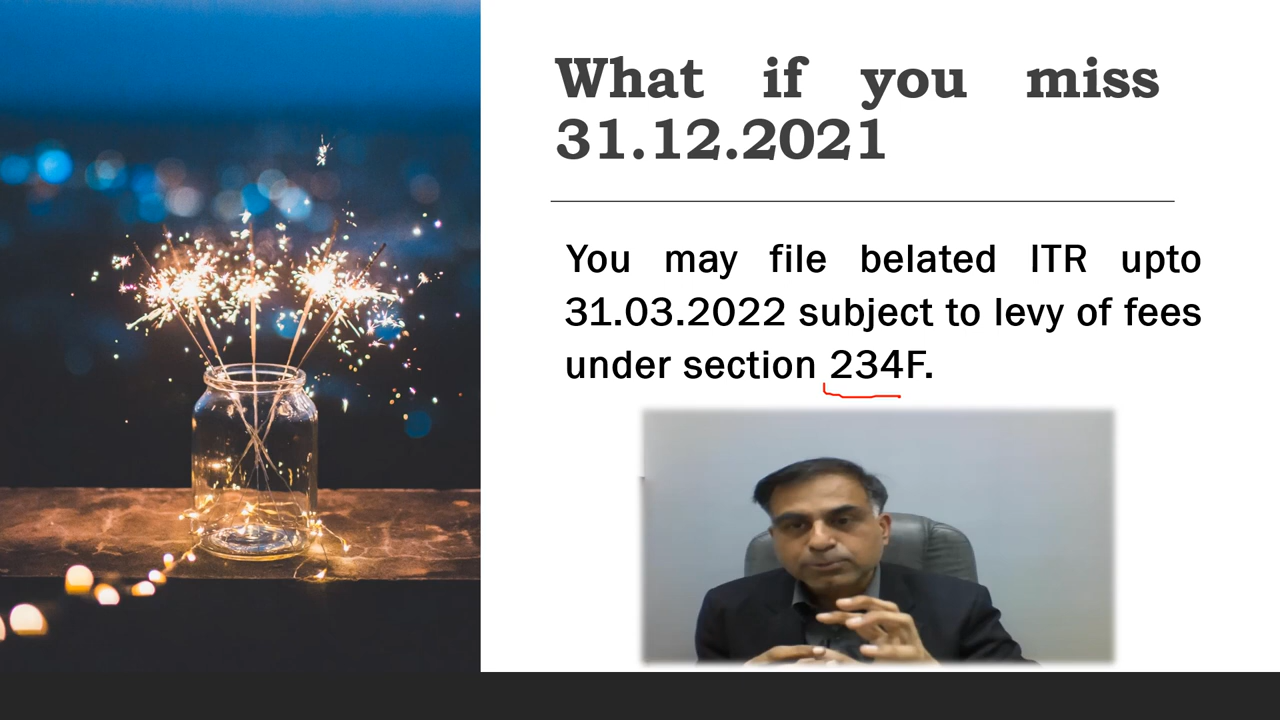 What if you miss
31.12.2021
You may file belated ITR upto
31.03.2022 subject to levy of fees
under section 234F.